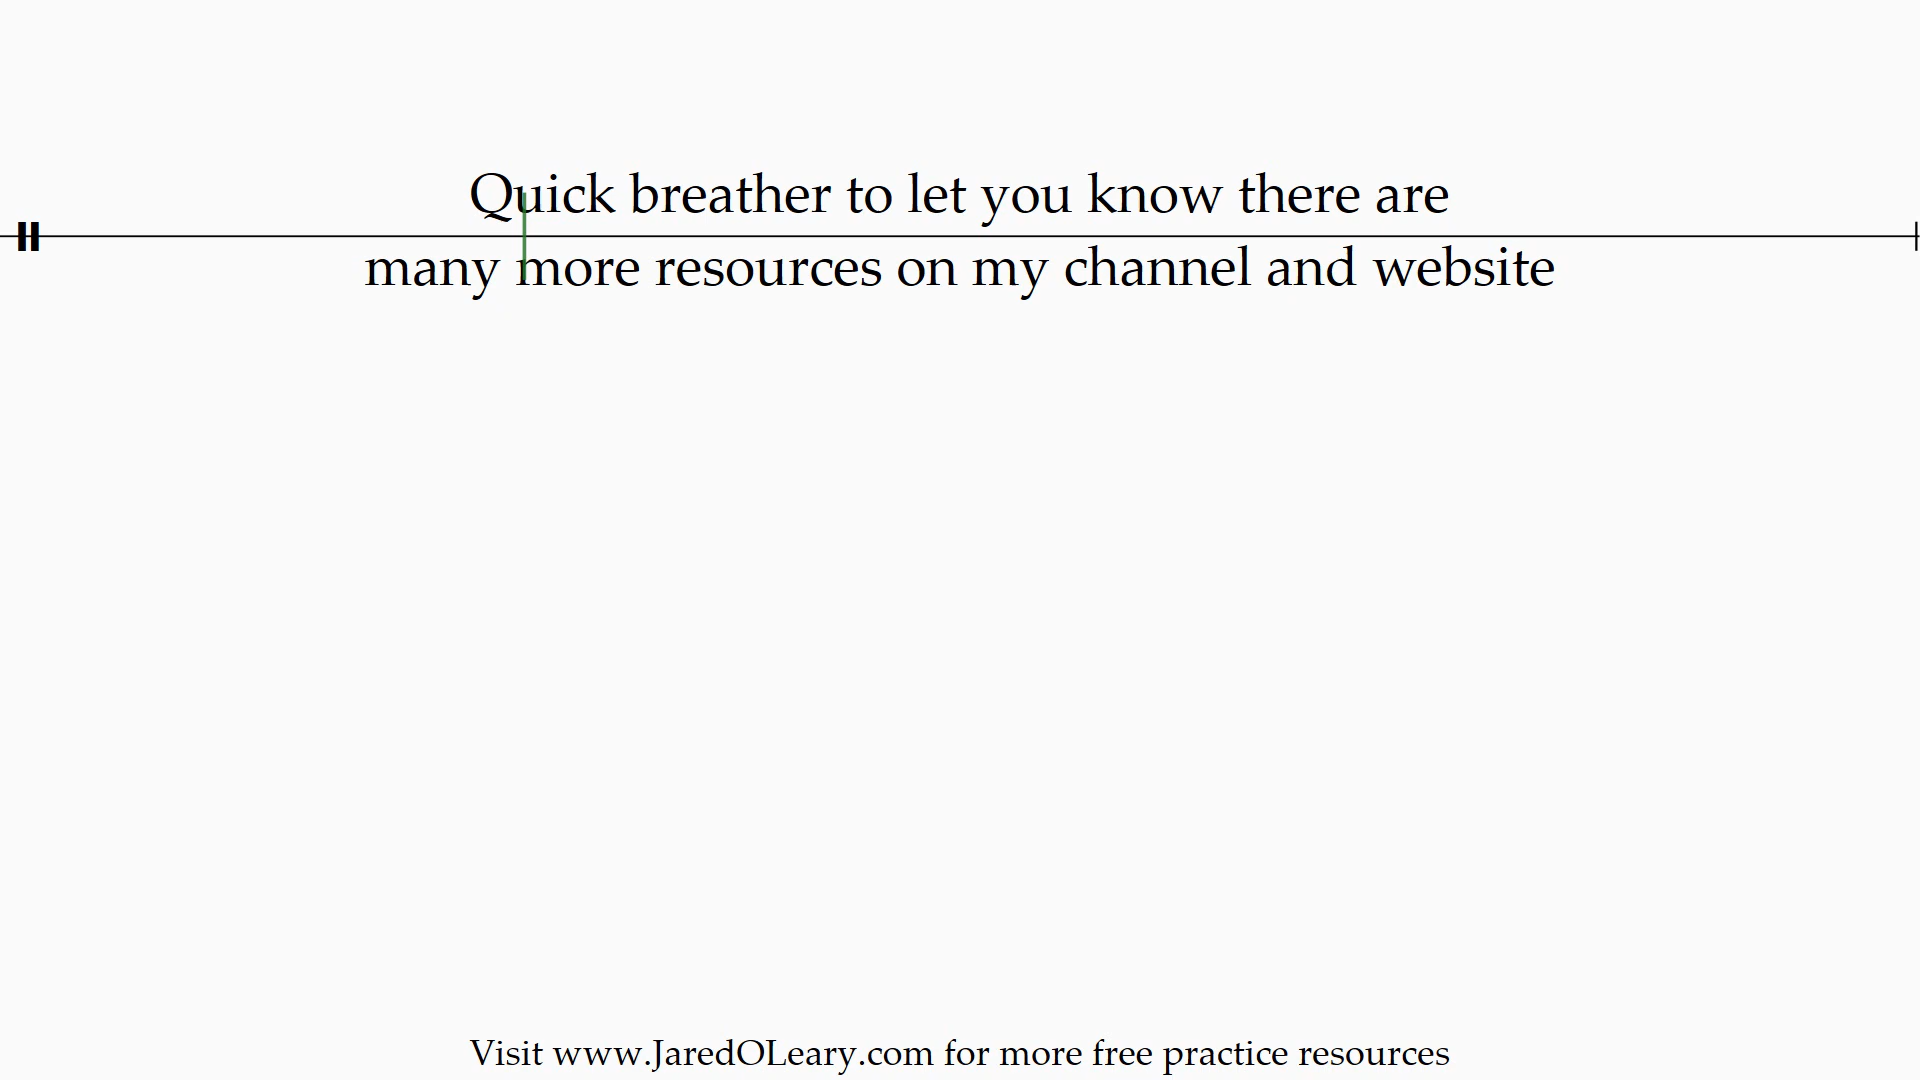 Quick breather to let you know there are
many more resources on my channel and website
Visit www.JaredOLeary.com for more free practice resources